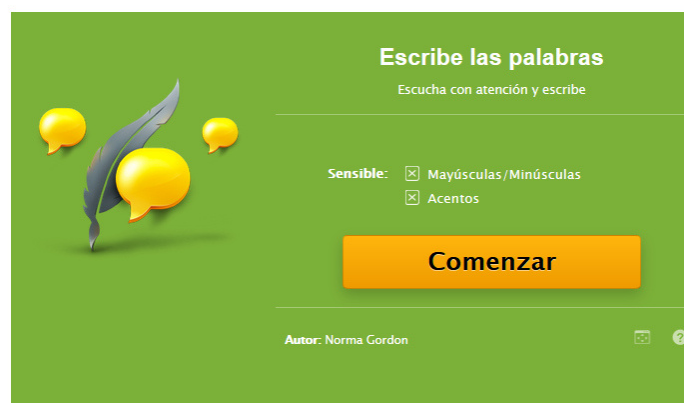 Escribe las palabras
Escucha con atención y escribe
Sensible: Mayúsculas/Minúsculas
Acentos
Comenzar
Autor: Norma Gordon
?